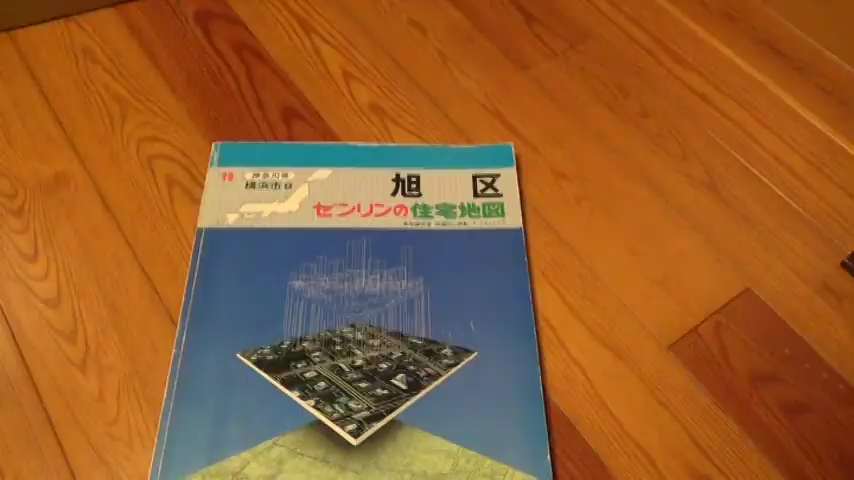 神奈川県
横浜市
旭 区
ゼンリンの住宅地図